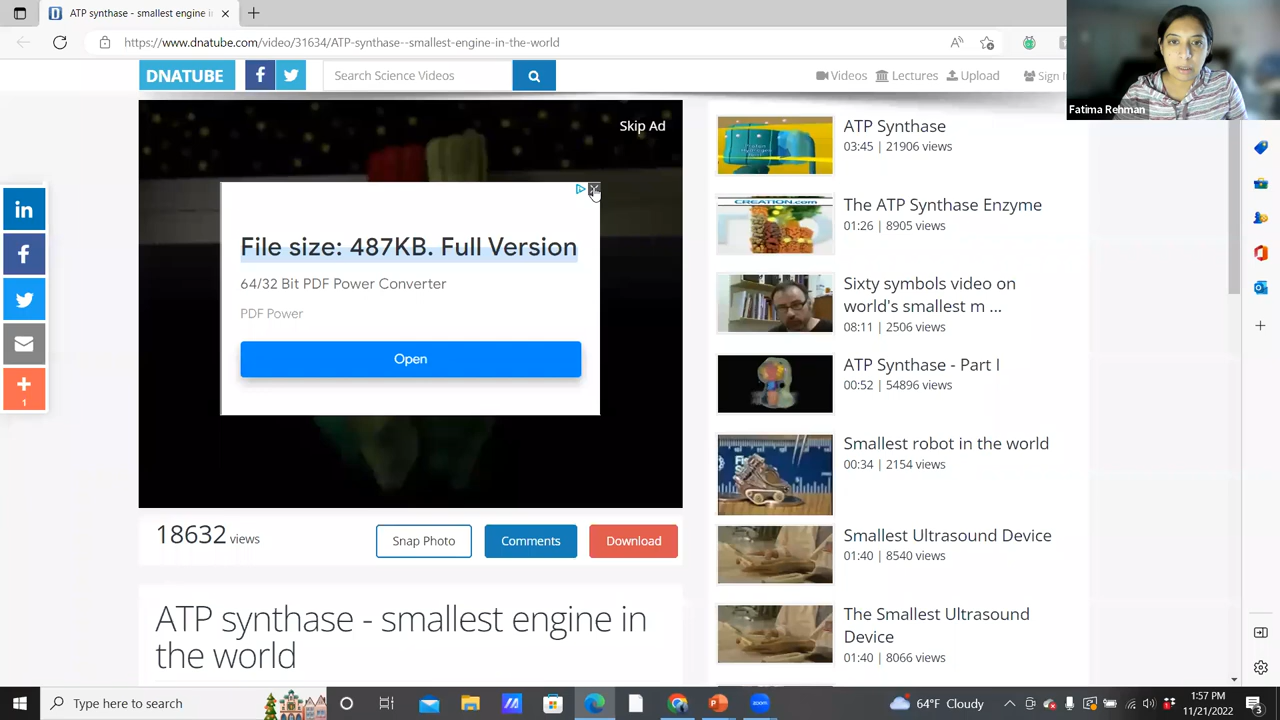 ATP synthase - smallest engine in
https://www.dnatube.com/video/31634/ATP-synthase--smallest-engine-in-the-world
DNATUBE
Search Science Videos
Videos
Lectures
Upload
Sign I
Fatima Rehman
Skip Ad
File size: 487KB. Full Version
64/32 Bit PDF Power Converter
PDF Power
Open
1
18632 views
Snap Photo
Comments
Download
ATP synthase - smallest engine in
the world
ATP Synthase
03:45 | 21906 views
CREATION.com
The ATP Synthase Enzyme
01:26 | 8905 views
Sixty symbols video on
world's smallest m ...
08:11 | 2506 views
ATP Synthase - Part I
00:52 | 54896 views
Smallest robot in the world
00:34 | 2154 views
Smallest Ultrasound Device
01:40 | 8540 views
The Smallest Ultrasound
Device
01:40 | 8066 views
Type here to search
zoom
64°F Cloudy
1:57 PM
11/21/2022
3